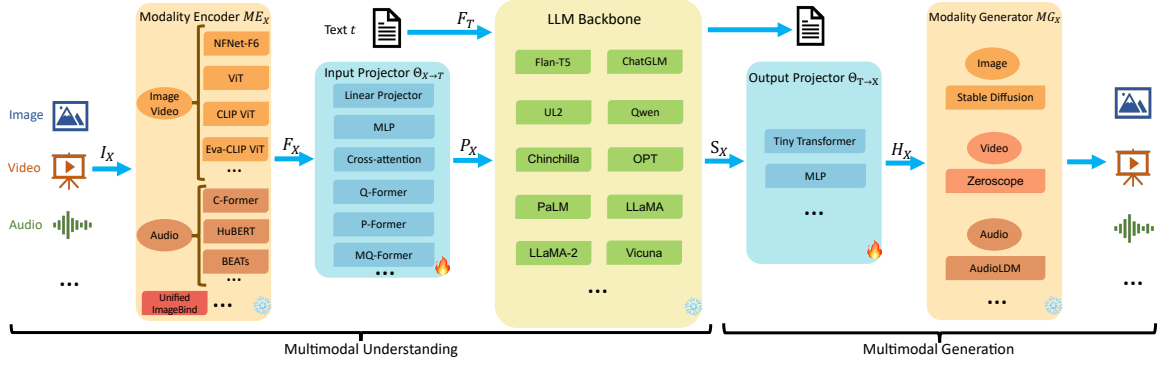 Image
Video
Audio
...
I_X
Modality Encoder ME_X
Image
Video
NFNet-F6
ViT
CLIP ViT
Eva-CLIP ViT
...
Audio
C-Former
HuBERT
BEATs
...
Unified
ImageBind
...
F_X
Text t
F_T
Input Projector Θ_{X→T}
Linear Projector
MLP
Cross-attention
Q-Former
P-Former
MQ-Former
...
P_X
LLM Backbone
Flan-T5
ChatGLM
UL2
Qwen
Chinchilla
OPT
PaLM
LLaMA
LLaMA-2
Vicuna
...
S_X
Output Projector Θ_{T→X}
Tiny Transformer
MLP
...
H_X
Modality Generator MG_X
Image
Stable Diffusion
Video
Zeroscope
Audio
AudioLDM
...
...
Multimodal Understanding
Multimodal Generation